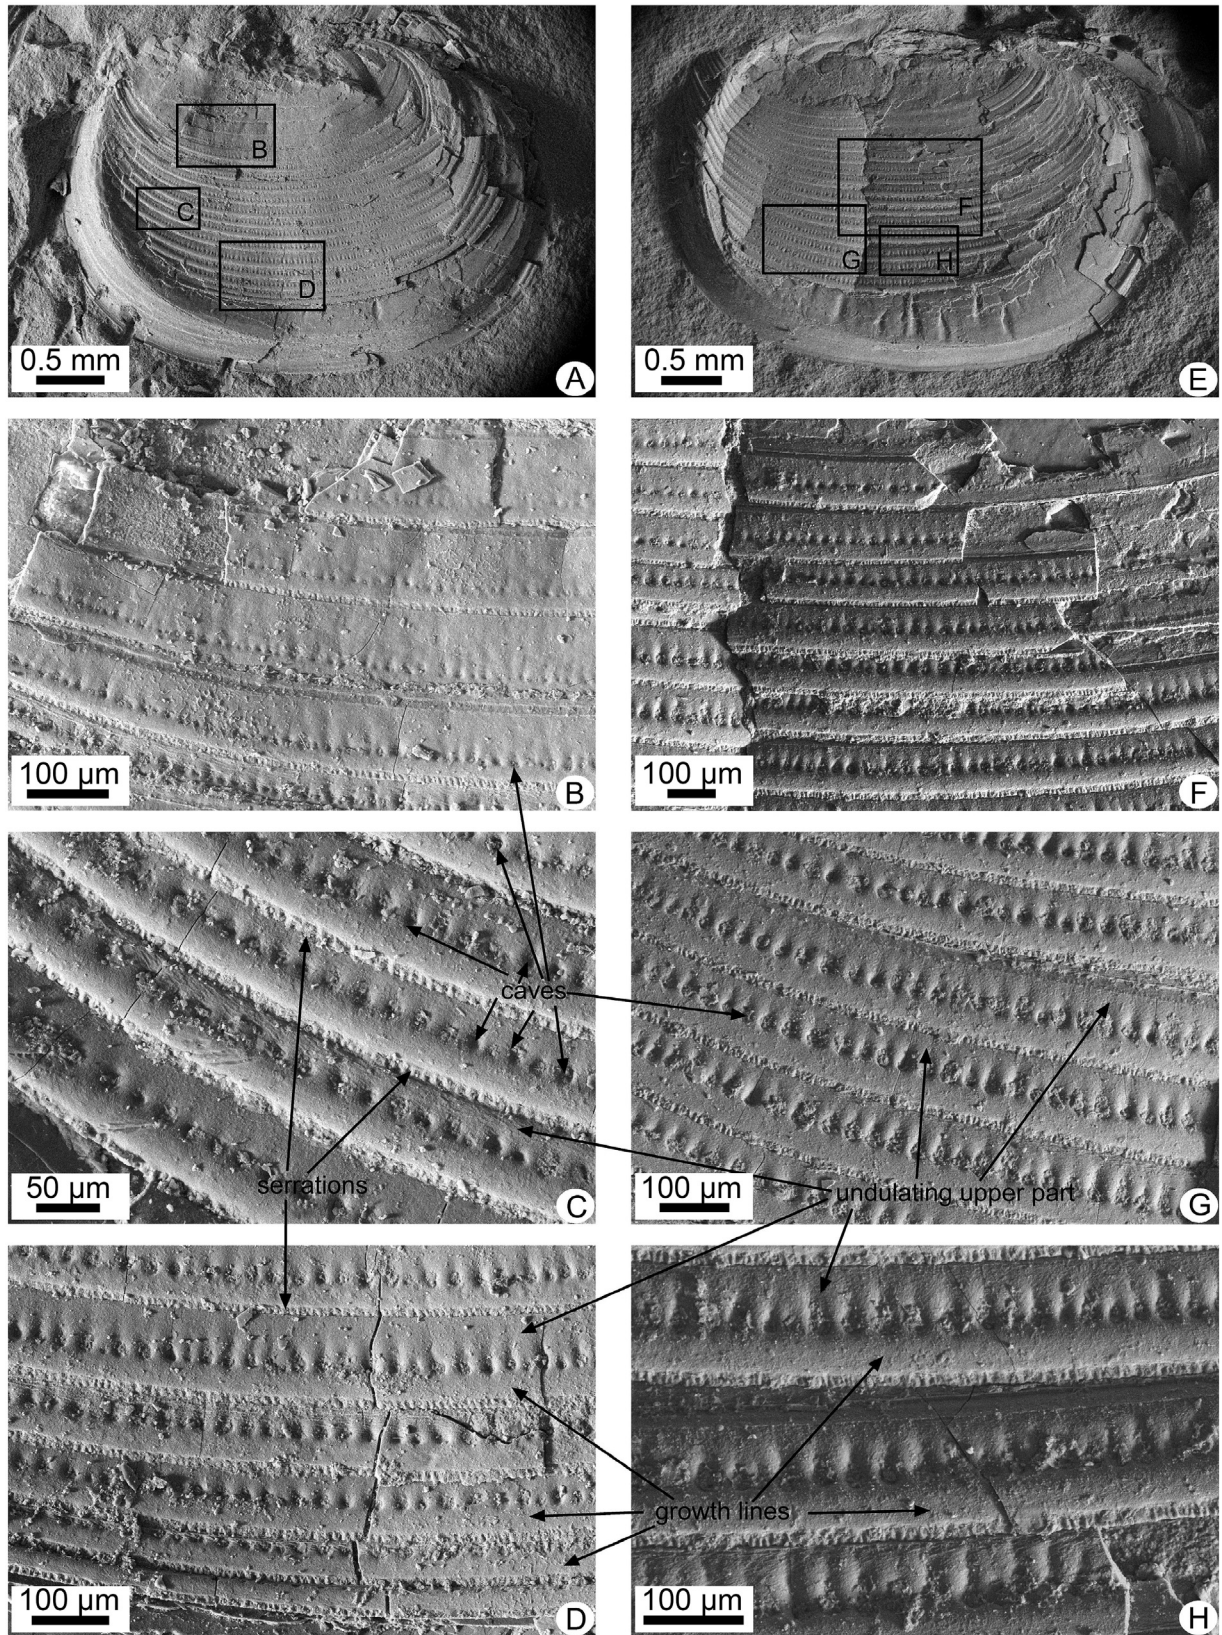 B
C
D
0.5 mm
A
F
G
H
0.5 mm
E
100 µm
B
100 µm
F
caves
serrations
50 µm
C
undulating upper part
100 µm
G
growth lines
100 µm
D
100 µm
H